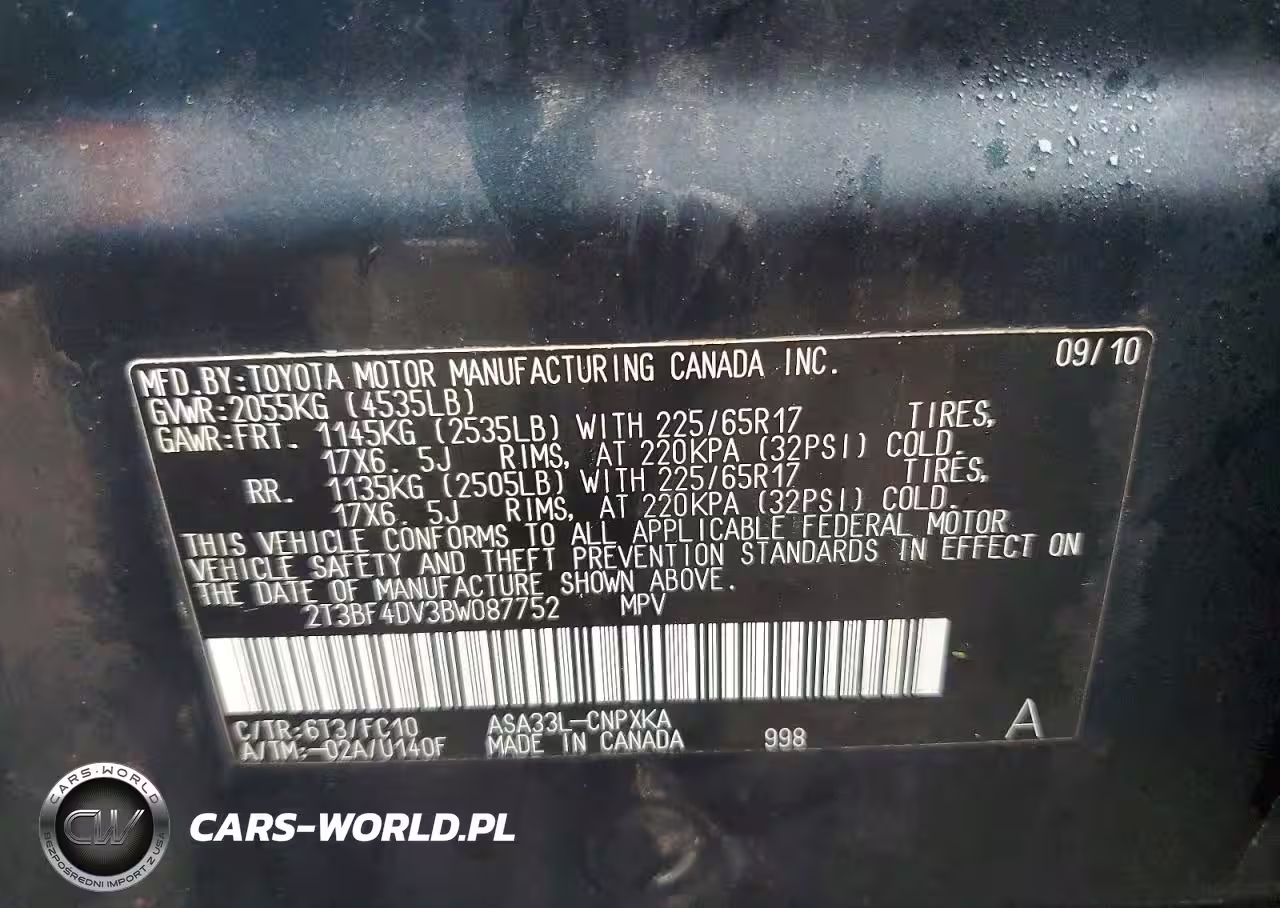 MFD.BY:TOYOTA MOTOR MANUFACTURING CANADA INC. 09/10
GVWR:2055KG (4535LB)
GAWR:FRT. 1145KG (2535LB) WITH 225/65R17 TIRES,
17X6. 5J RIMS, AT 220KPA (32PSI) COLD.
RR. 1135KG (2505LB) WITH 225/65R17 TIRES,
17X6. 5J RIMS, AT 220KPA (32PSI) COLD.
THIS VEHICLE CONFORMS TO ALL APPLICABLE FEDERAL MOTOR
VEHICLE SAFETY AND THEFT PREVENTION STANDARDS IN EFFECT ON
THE DATE OF MANUFACTURE SHOWN ABOVE.
2T3BF4DV3BW087752 MPV
C/TR:6T3/FC10 ASA33L-CNPXKA
A/TM:-02A/U140F MADE IN CANADA 998 A
CARS-WORLD
CW
BEZPOŚREDNI IMPORT Z USA
CARS-WORLD.PL